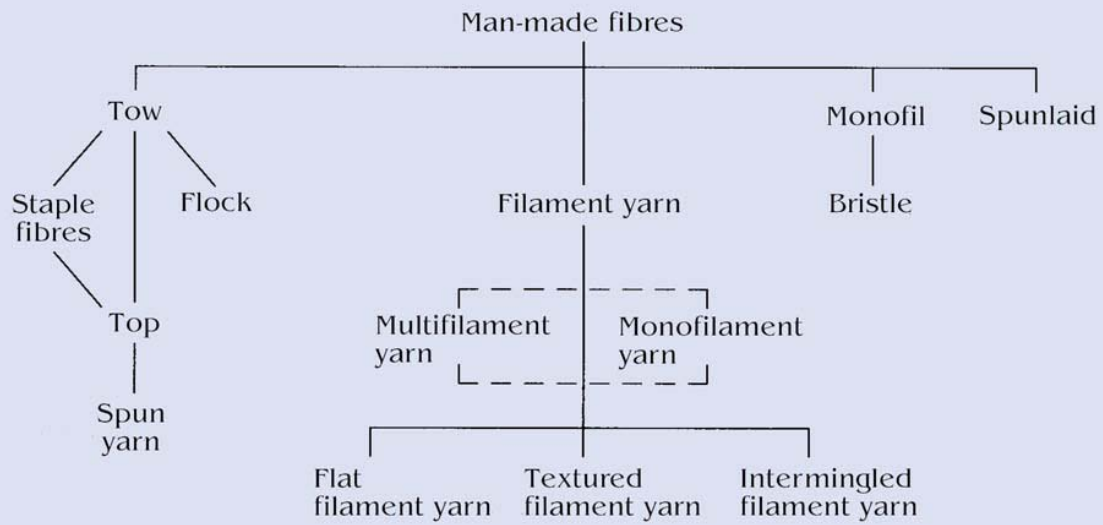 Man-made fibres
Tow
Monofil
Spunlaid
Staple
fibres
Flock
Filament yarn
Bristle
Top
Multifilament
yarn
Monofilament
yarn
Spun
yarn
Flat
filament yarn
Textured
filament yarn
Intermingled
filament yarn